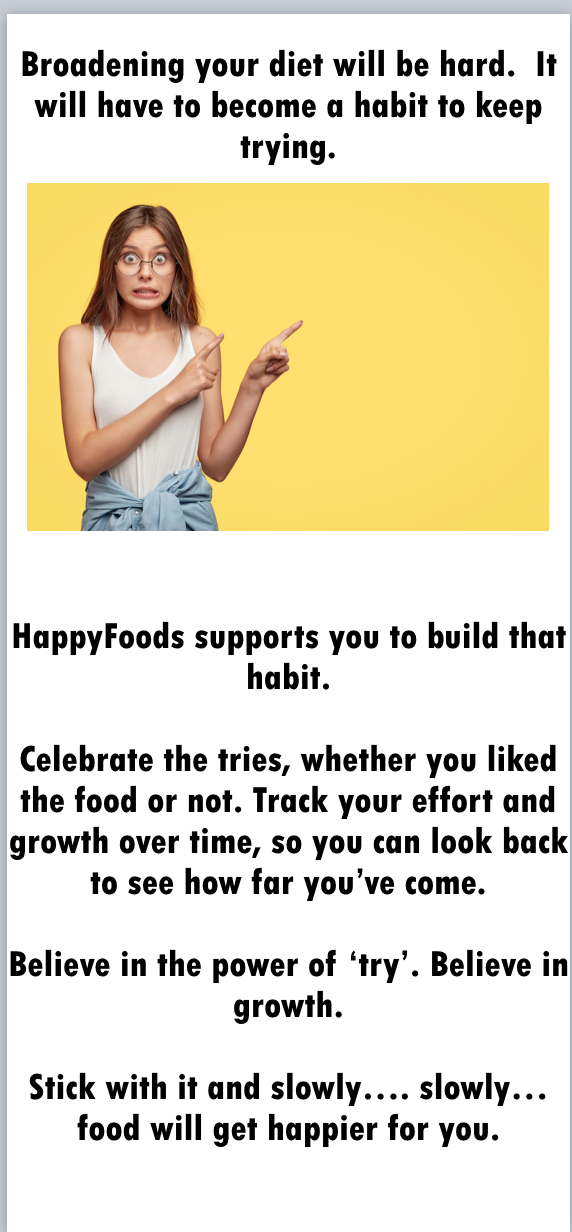 Broadening your diet will be hard.  It
will have to become a habit to keep
trying.
HappyFoods supports you to build that
habit.
Celebrate the tries, whether you liked
the food or not. Track your effort and
growth over time, so you can look back
to see how far you’ve come.
Believe in the power of ‘try’. Believe in
growth.
Stick with it and slowly…. slowly…
food will get happier for you.